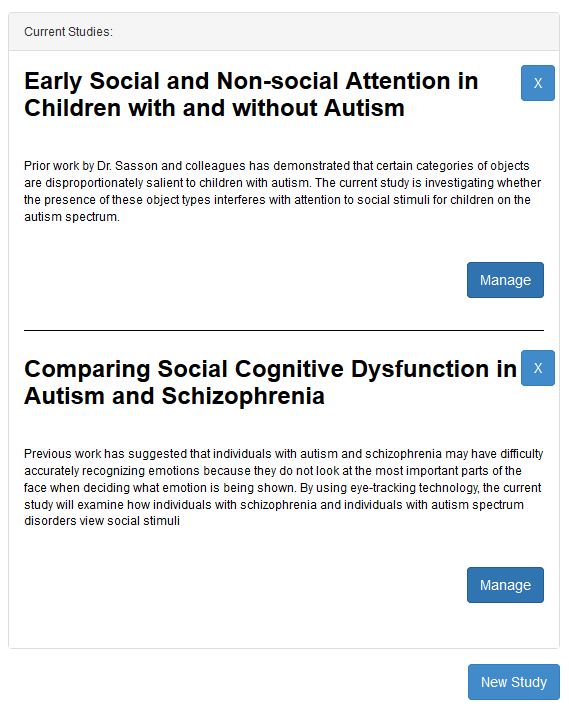 Current Studies:
Early Social and Non-social Attention in
X
Children with and without Autism
Prior work by Dr. Sasson and colleagues has demonstrated that certain categories of objects
are disproportionately salient to children with autism. The current study is investigating whether
the presence of these object types interferes with attention to social stimuli for children on the
autism spectrum.
Manage
Comparing Social Cognitive Dysfunction in
X
Autism and Schizophrenia
Previous work has suggested that individuals with autism and schizophrenia may have difficulty
accurately recognizing emotions because they do not look at the most important parts of the
face when deciding what emotion is being shown. By using eye-tracking technology, the current
study will examine how individuals with schizophrenia and individuals with autism spectrum
disorders view social stimuli
Manage
New Study